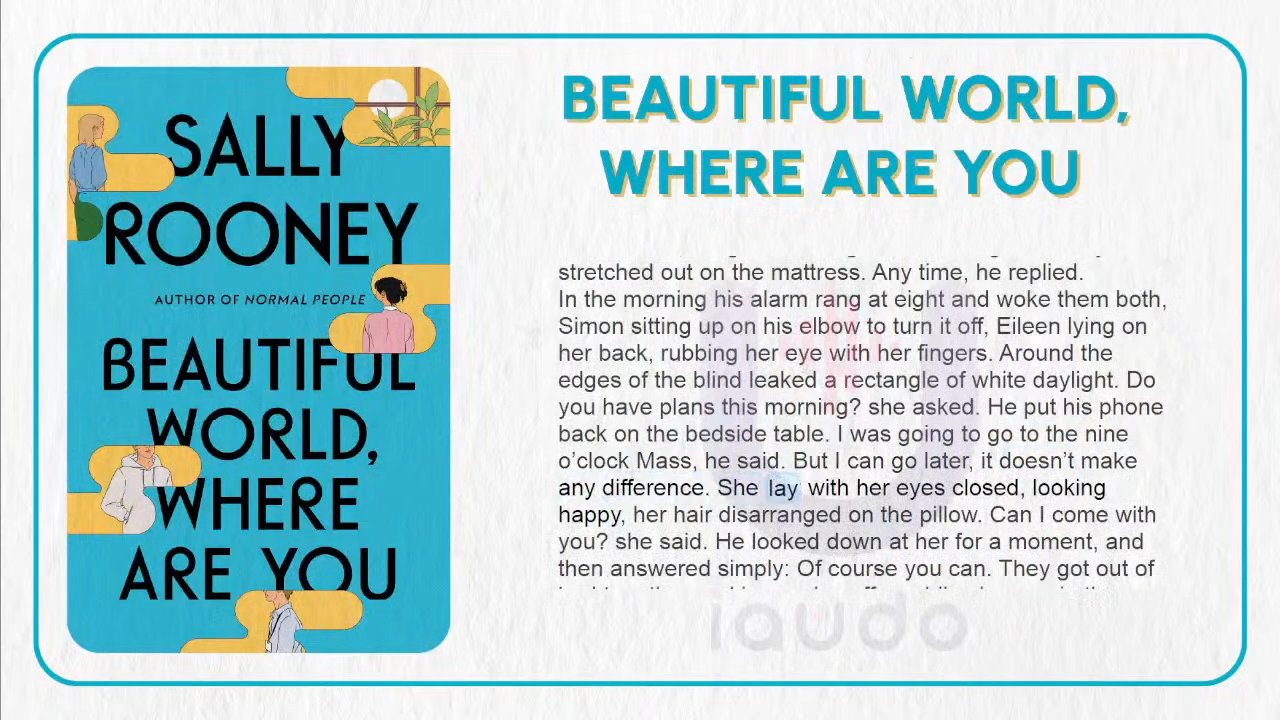 SALLY
ROONEY
AUTHOR OF NORMAL PEOPLE
BEAUTIFUL
WORLD,
WHERE
ARE YOU
BEAUTIFUL WORLD,
WHERE ARE YOU
stretched out on the mattress. Any time, he replied.
In the morning his alarm rang at eight and woke them both,
Simon sitting up on his elbow to turn it off, Eileen lying on
her back, rubbing her eye with her fingers. Around the
edges of the blind leaked a rectangle of white daylight. Do
you have plans this morning? she asked. He put his phone
back on the bedside table. I was going to go to the nine
o’clock Mass, he said. But I can go later, it doesn’t make
any difference. She lay with her eyes closed, looking
happy, her hair disarranged on the pillow. Can I come with
you? she said. He looked down at her for a moment, and
then answered simply: Of course you can. They got out of
iaudo